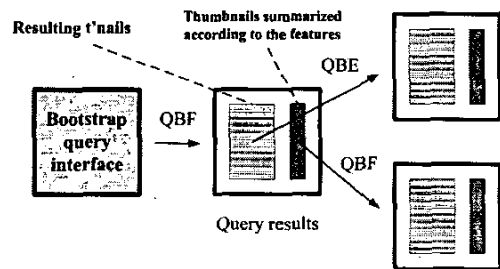 Resulting t'nails
Thumbnails summarized
according to the features
QBE
Bootstrap
query
interface
QBF
QBF
Query results